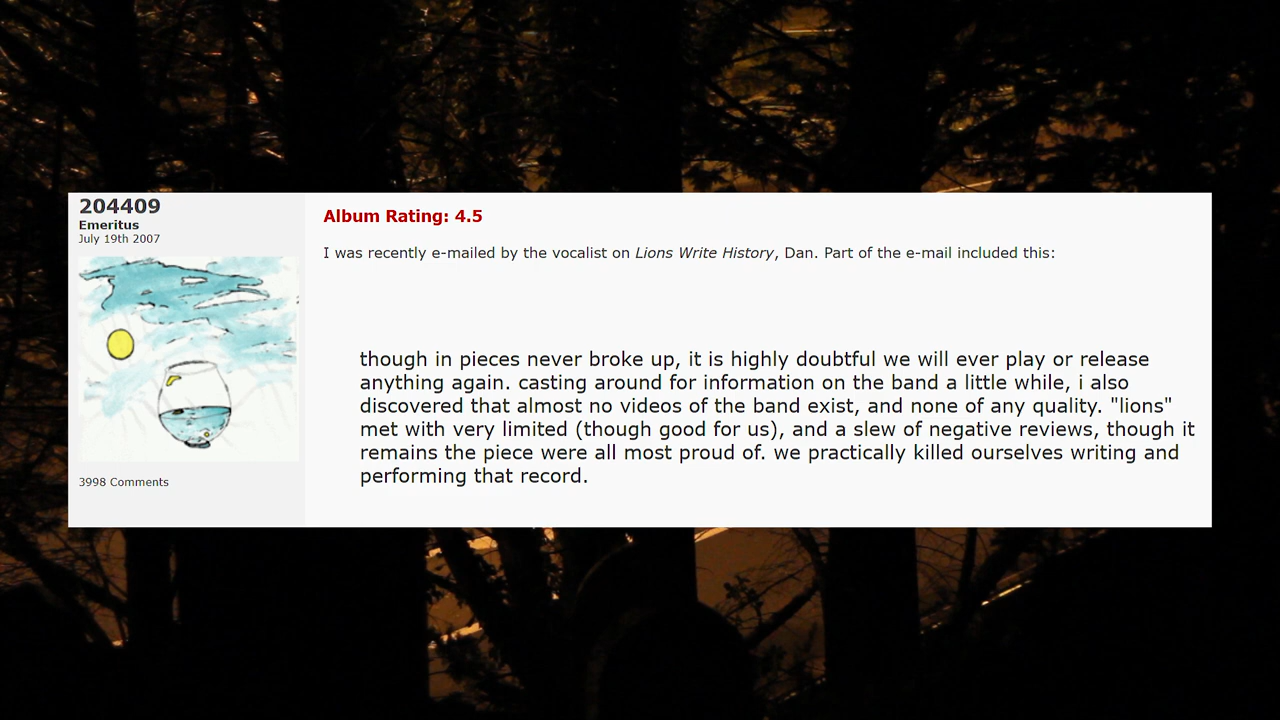 204409
Emeritus
July 19th 2007
3998 Comments
Album Rating: 4.5
I was recently e-mailed by the vocalist on Lions Write History, Dan. Part of the e-mail included this:
though in pieces never broke up, it is highly doubtful we will ever play or release
anything again. casting around for information on the band a little while, i also
discovered that almost no videos of the band exist, and none of any quality. "lions"
met with very limited (though good for us), and a slew of negative reviews, though it
remains the piece were all most proud of. we practically killed ourselves writing and
performing that record.